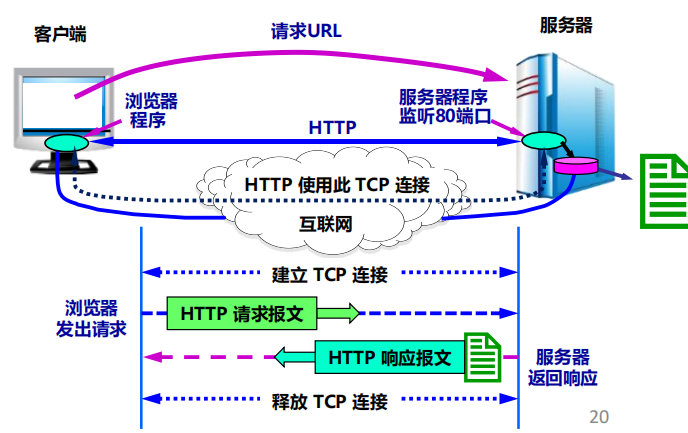 客户端
请求URL
服务器
浏览器
程序
服务器程序
监听80端口
HTTP
HTTP 使用此 TCP 连接
互联网
建立 TCP 连接
浏览器
发出请求
HTTP 请求报文
HTTP 响应报文
服务器
返回响应
释放 TCP 连接
20